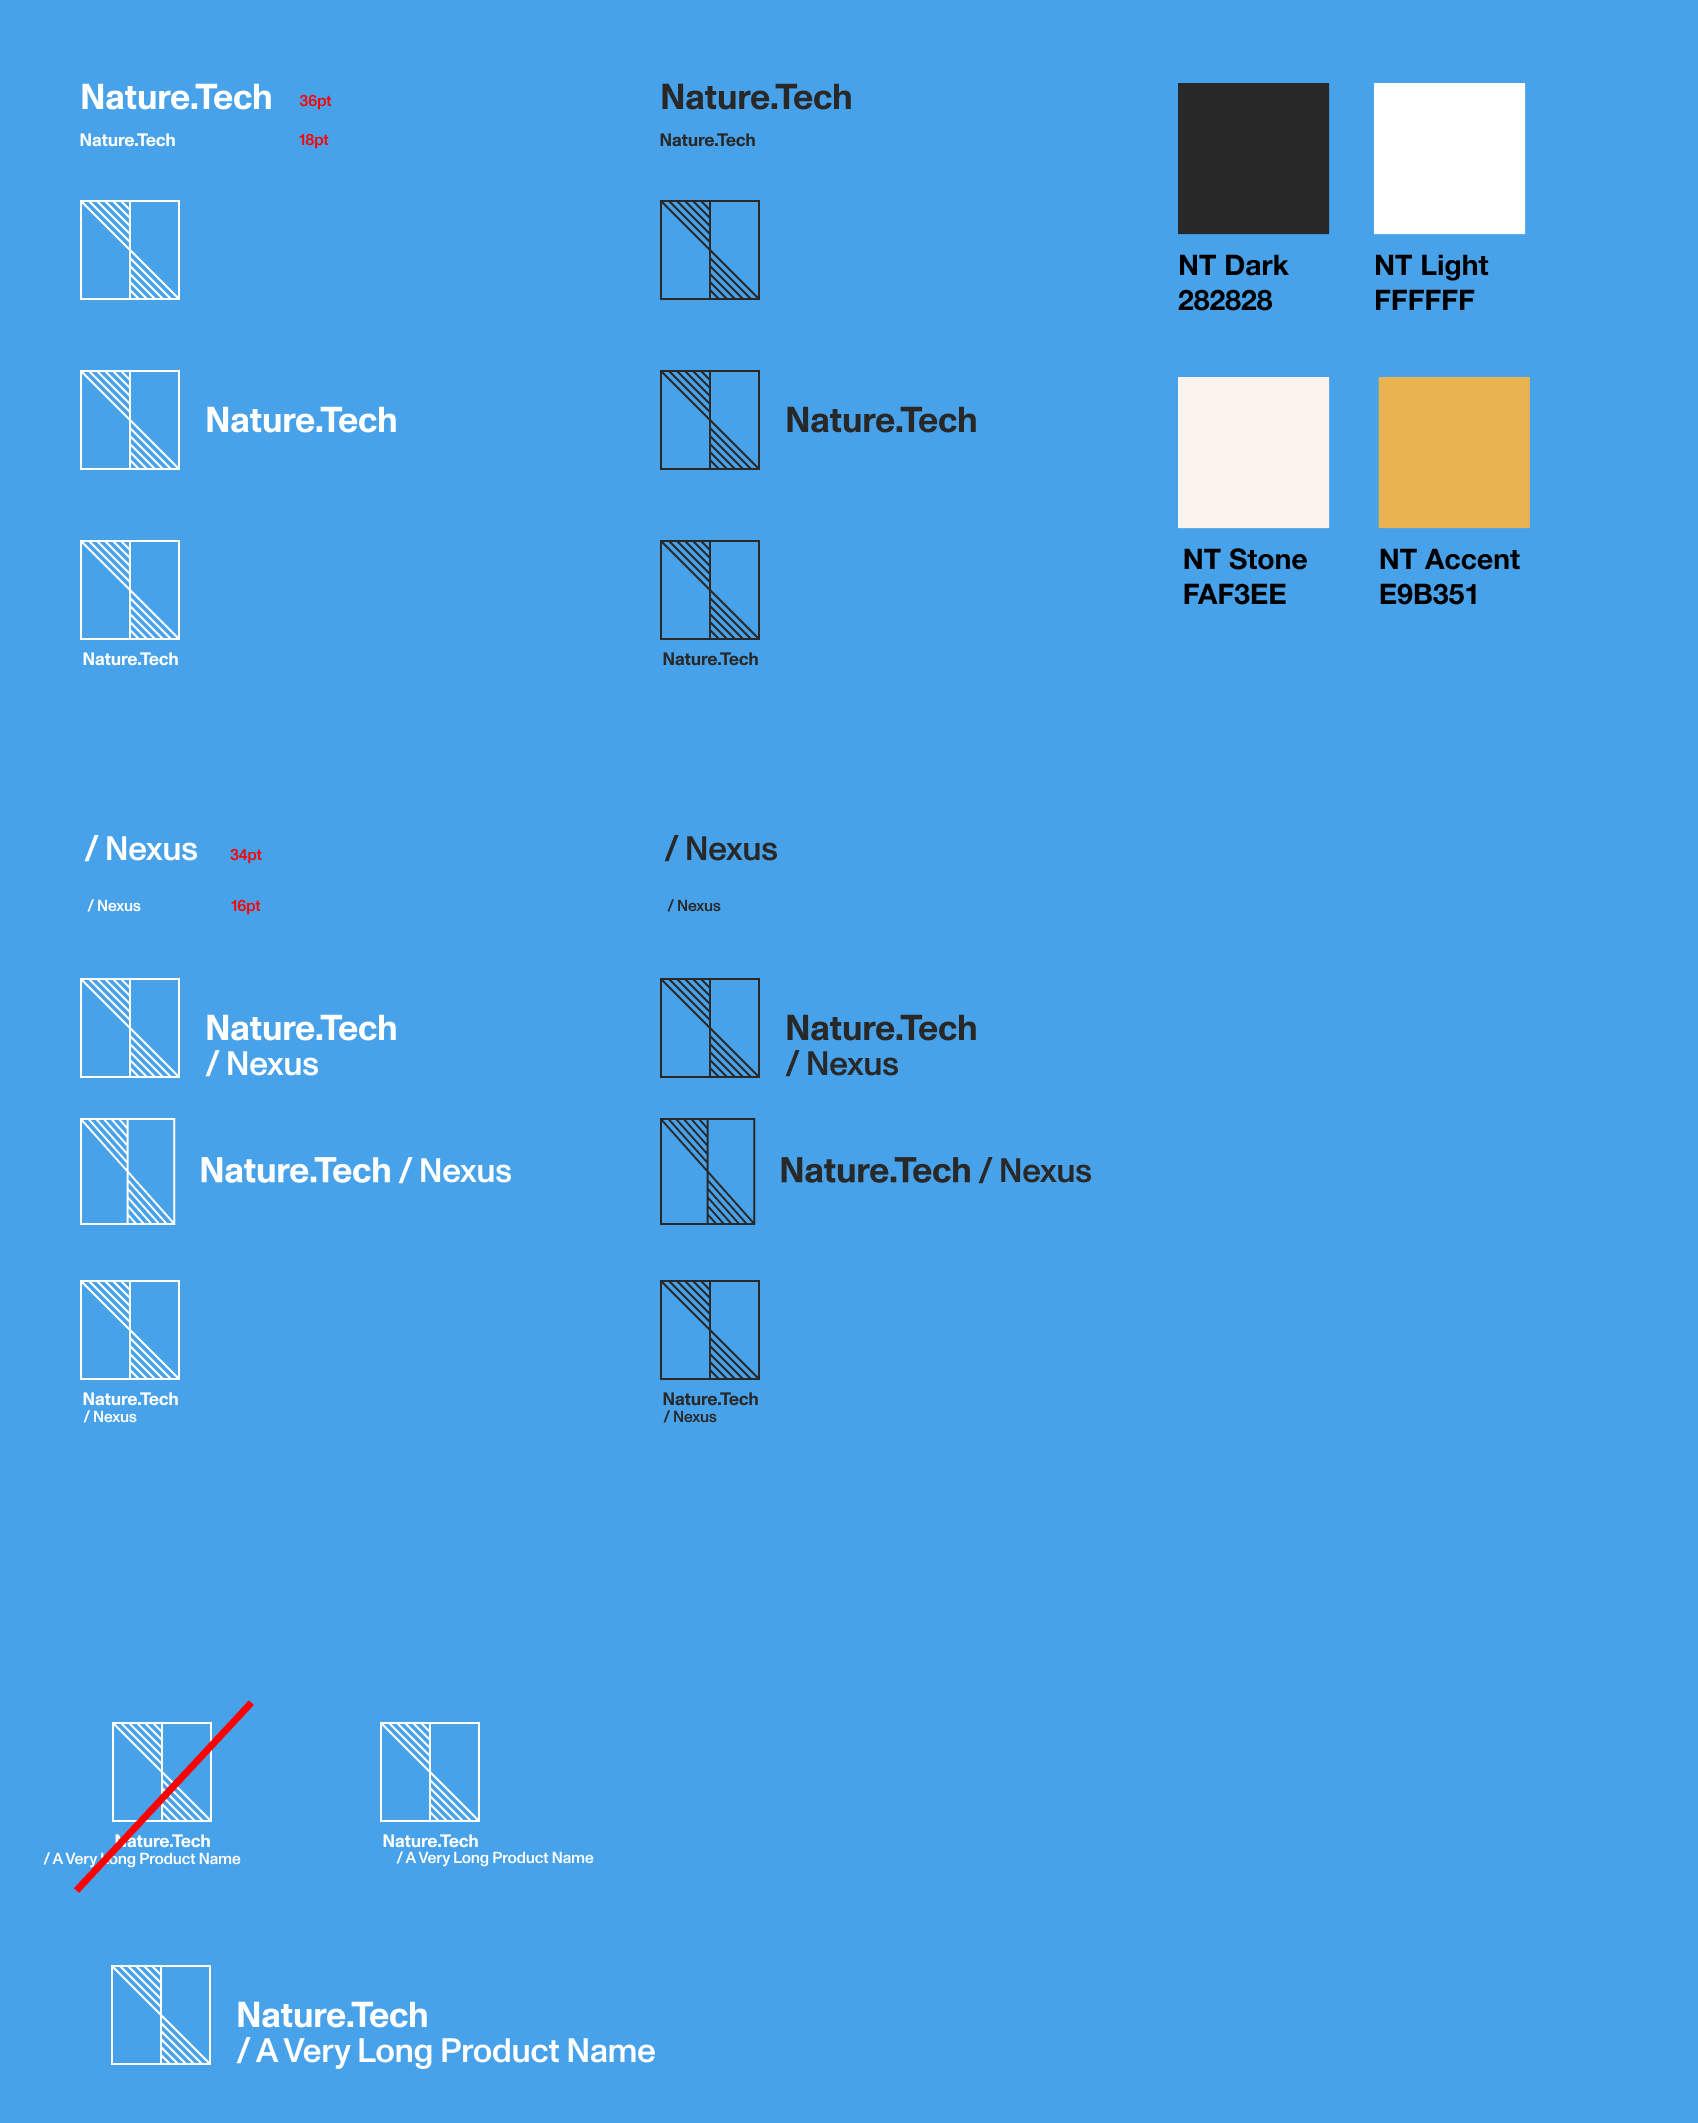 Nature.Tech 36pt
Nature.Tech 18pt
Nature.Tech
Nature.Tech
Nature.Tech
Nature.Tech
Nature.Tech
Nature.Tech
NT Dark
282828
NT Light
FFFFFF
NT Stone
FAF3EE
NT Accent
E9B351
/ Nexus 34pt
/ Nexus 16pt
/ Nexus
/ Nexus
Nature.Tech
/ Nexus
Nature.Tech
/ Nexus
Nature.Tech / Nexus
Nature.Tech / Nexus
Nature.Tech
/ Nexus
Nature.Tech
/ Nexus
Nature.Tech
/ A Very Long Product Name
Nature.Tech
/ A Very Long Product Name
Nature.Tech
/ A Very Long Product Name